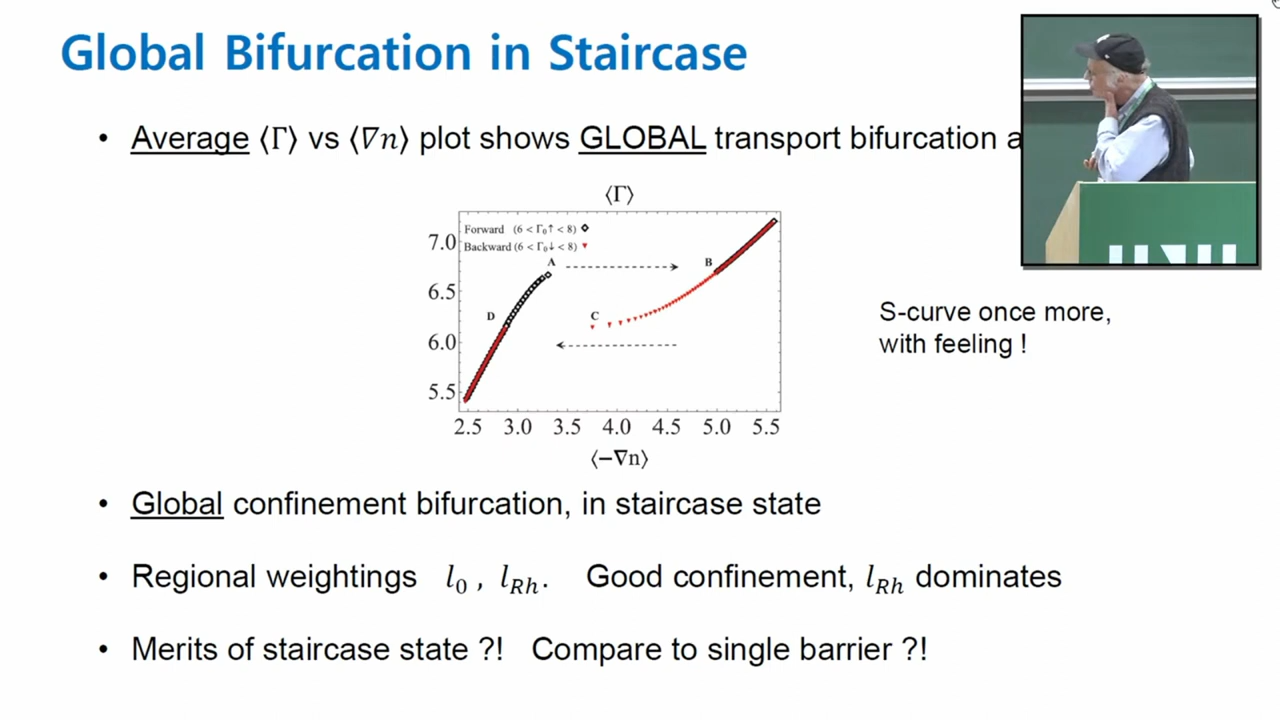 Global Bifurcation in Staircase
• Average ⟨Γ⟩ vs ⟨∇n⟩ plot shows GLOBAL transport bifurcation a
⟨Γ⟩
Forward (6 < Γ₀↑ < 8) ◇
Backward (6 < Γ₀↓ < 8) ▼
7.0
6.5
6.0
5.5
A
B
D
C
2.5 3.0 3.5 4.0 4.5 5.0 5.5
⟨−∇n⟩
S-curve once more,
with feeling !
• Global confinement bifurcation, in staircase state
• Regional weightings l₀ , l_Rh. Good confinement, l_Rh dominates
• Merits of staircase state ?! Compare to single barrier ?!